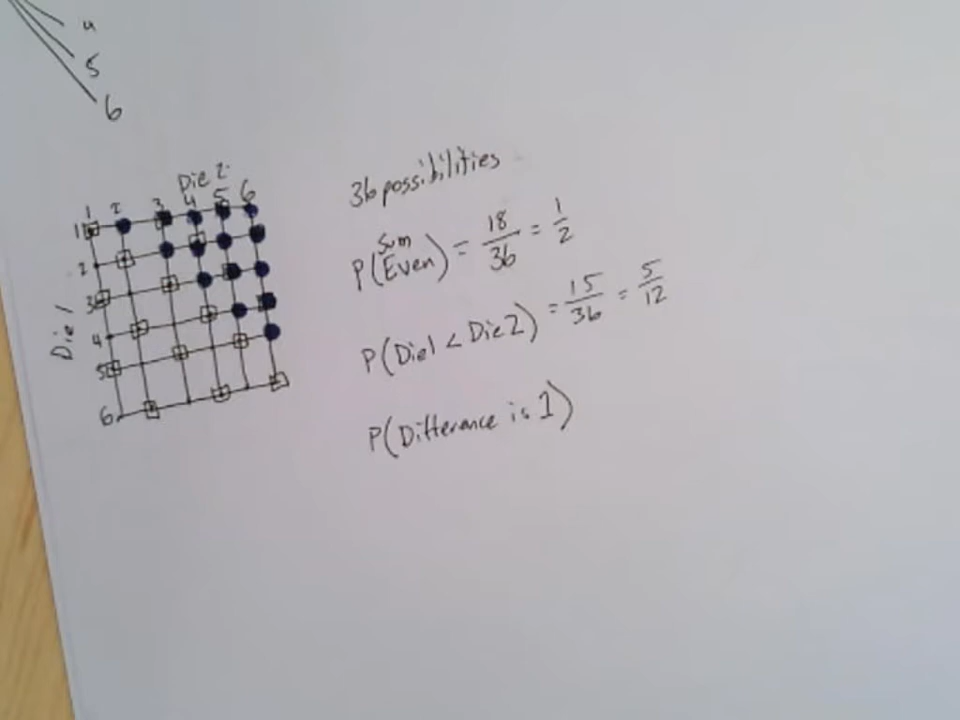 4
5
6
Die 2
1 2 3 4 5 6
1
2
3
4
5
6
Die 1
36 possibilities
P(Sum Even) = 18/36 = 1/2
P(Die1 < Die2) = 15/36 = 5/12
P(Difference is 1)